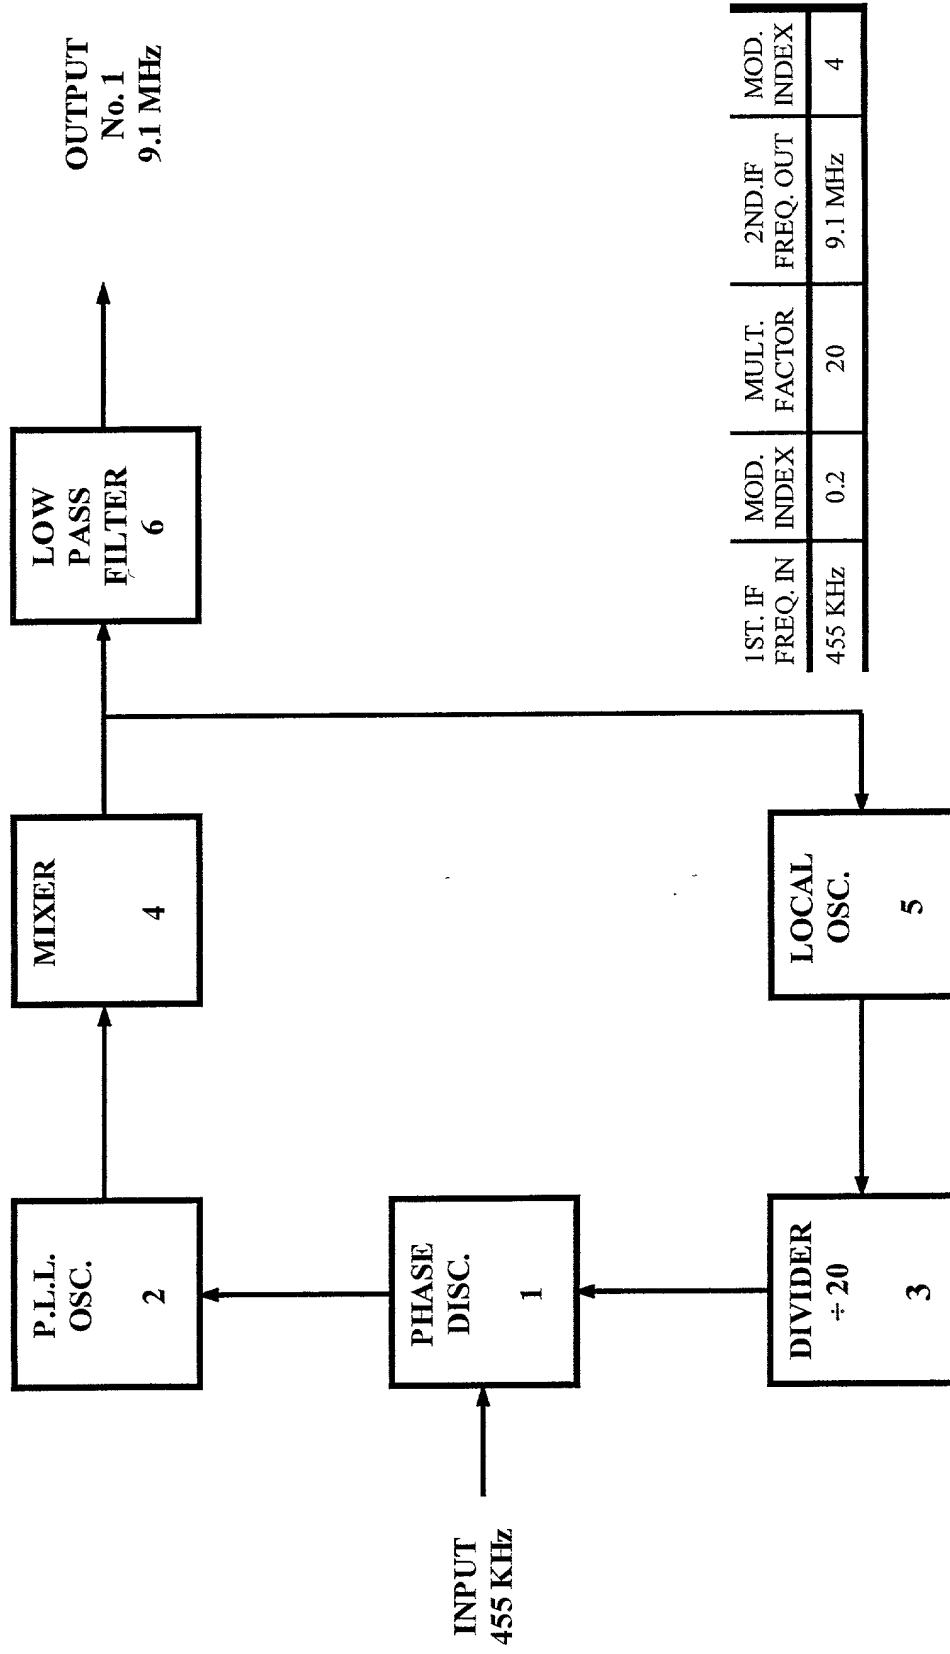 OUTPUT
No. 1
9.1 MHz
LOW
PASS
FILTER
6
MIXER
4
P.L.L.
OSC.
2
PHASE
DISC.
1
INPUT
455 KHz
LOCAL
OSC.
5
DIVIDER
÷20
3
1ST. IF FREQ. IN
MOD. INDEX
MULT. FACTOR
2ND.IF FREQ. OUT
MOD. INDEX
455 KHz 0.2 20 9.1 MHz 4